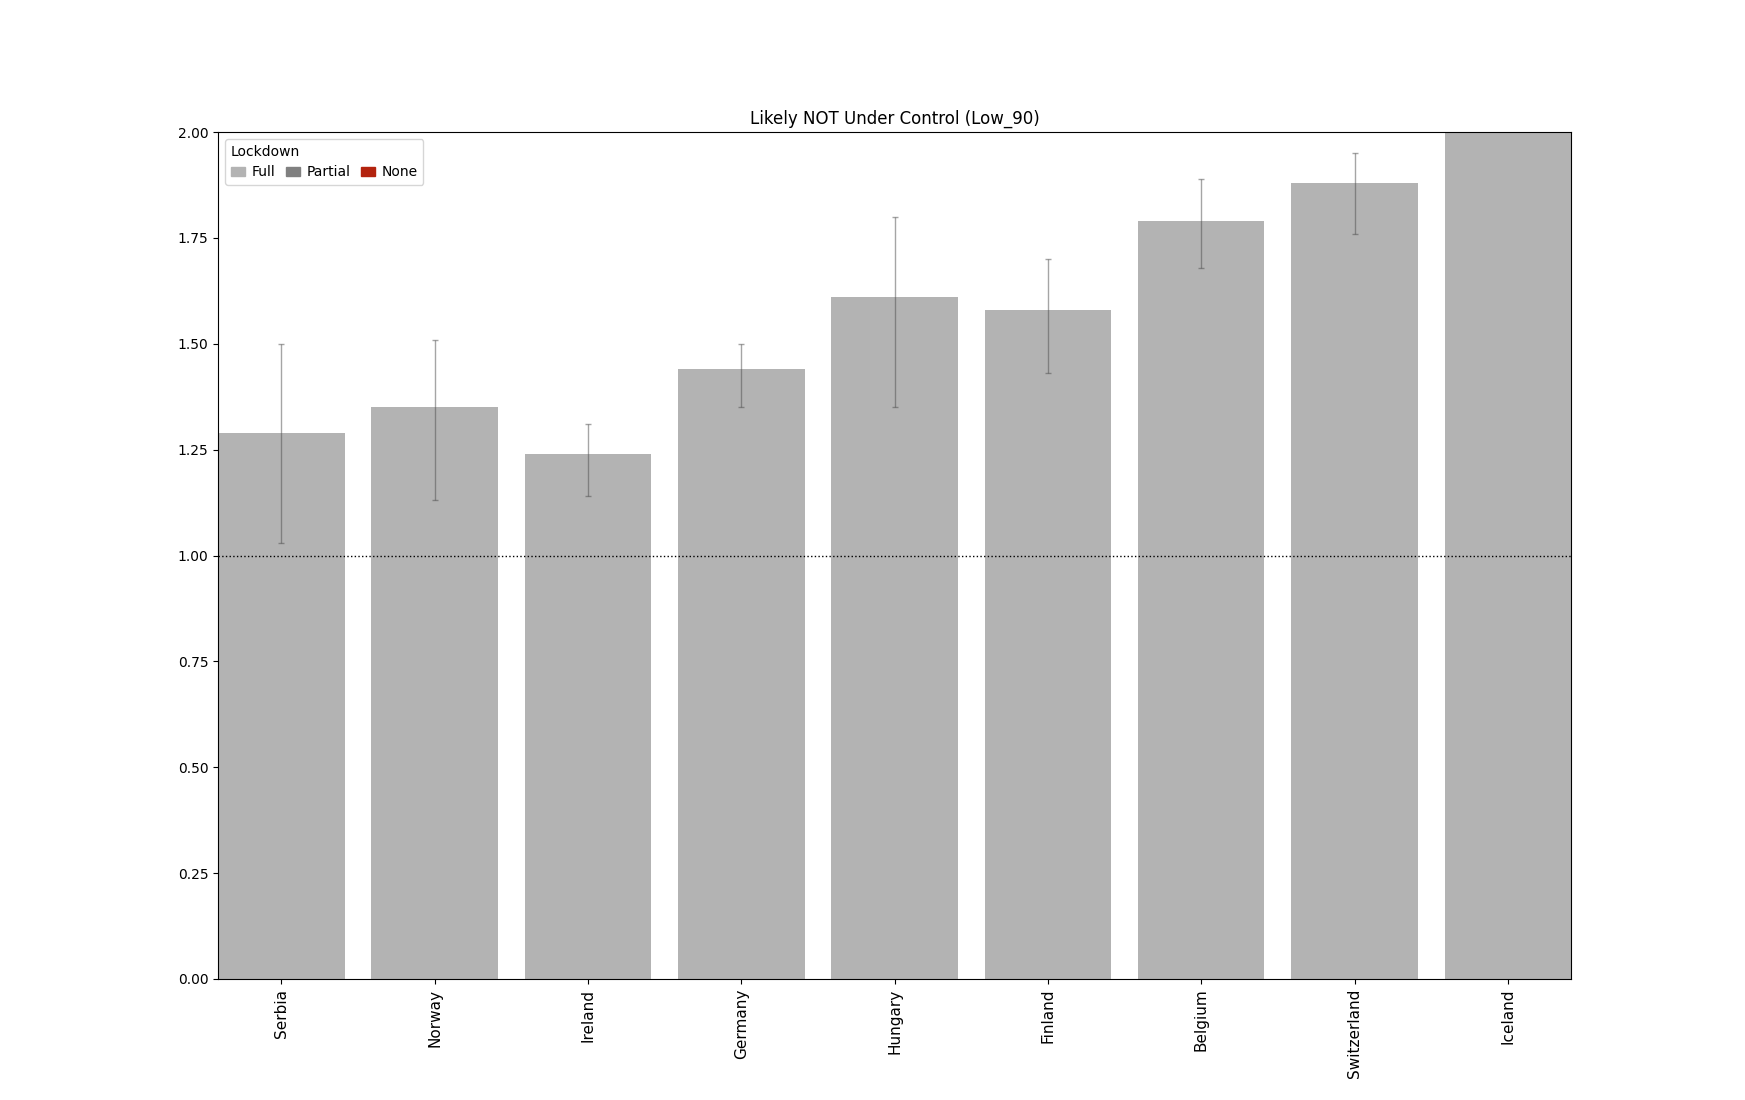 Likely NOT Under Control (Low_90)
Lockdown
Full Partial None
2.00
1.75
1.50
1.25
1.00
0.75
0.50
0.25
0.00
Serbia
Norway
Ireland
Germany
Hungary
Finland
Belgium
Switzerland
Iceland